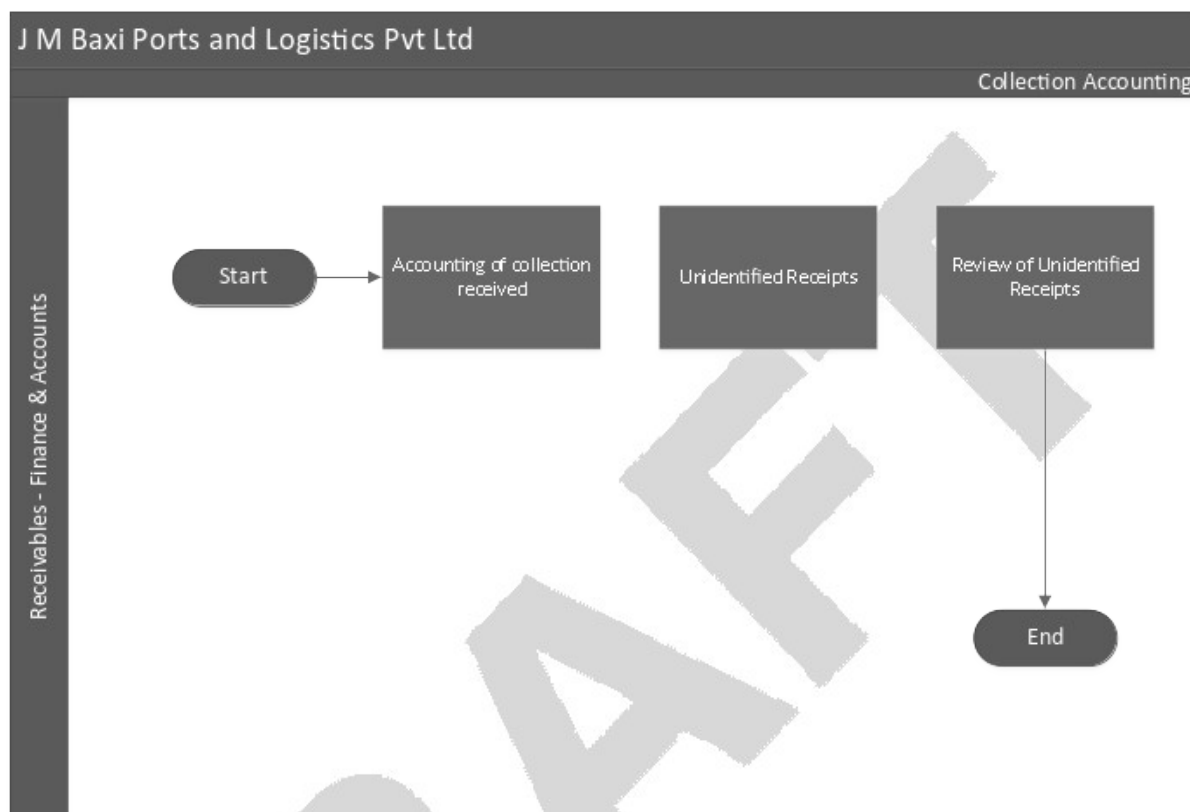 J M Baxi Ports and Logistics Pvt Ltd
Collection Accounting
Receivables - Finance & Accounts
Start
Accounting of collection
received
Unidentified Receipts
Review of Unidentified
Receipts
End